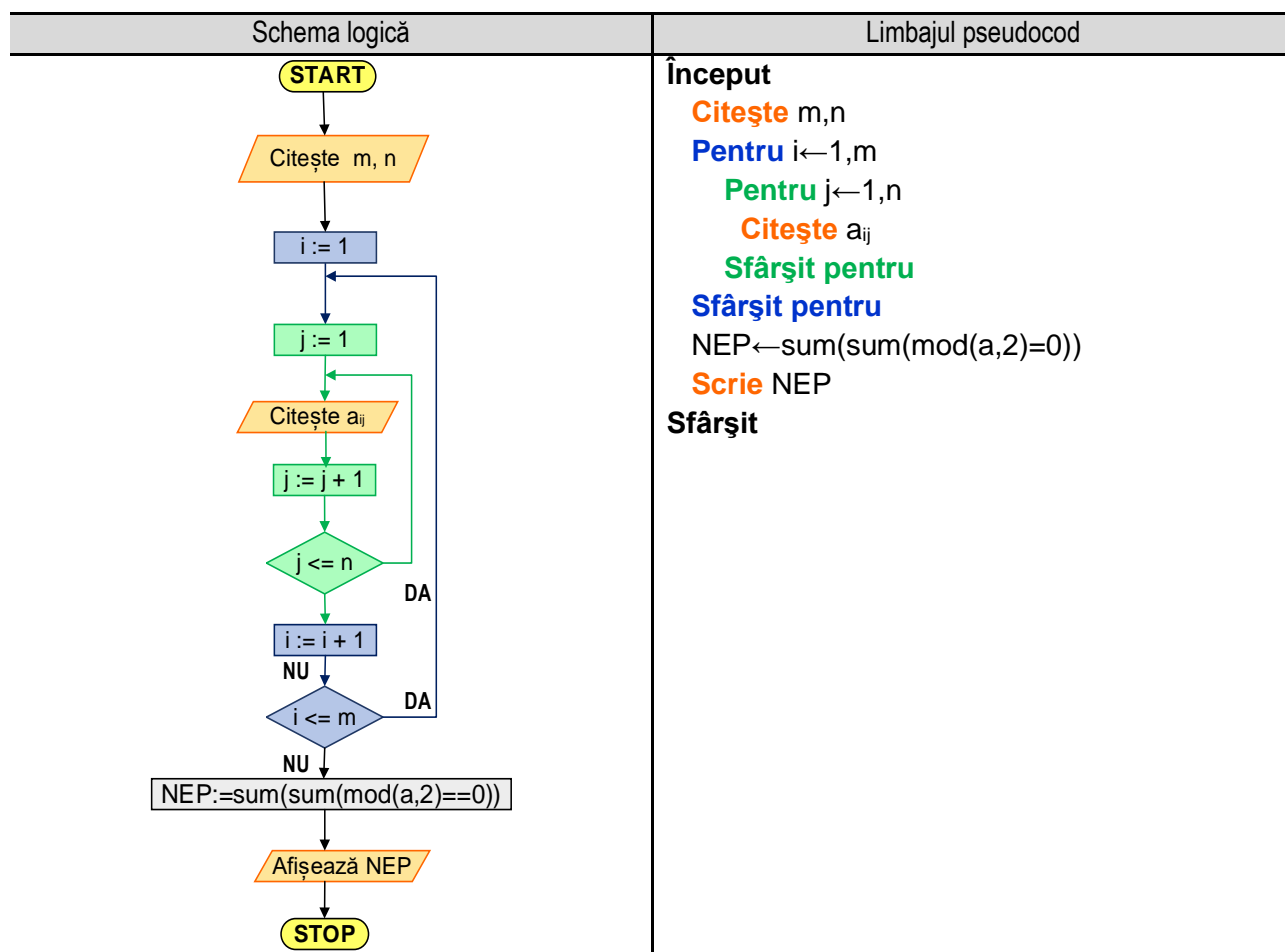 Schema logică
Limbajul pseudocod
START
Citește m, n
i := 1
j := 1
Citește aij
j := j + 1
j <= n
DA
i := i + 1
NU
i <= m
DA
NU
NEP:=sum(sum(mod(a,2)==0))
Afișează NEP
STOP
Început
Citeşte m,n
Pentru i←1,m
Pentru j←1,n
Citeşte aij
Sfârşit pentru
Sfârşit pentru
NEP←sum(sum(mod(a,2)=0))
Scrie NEP
Sfârşit